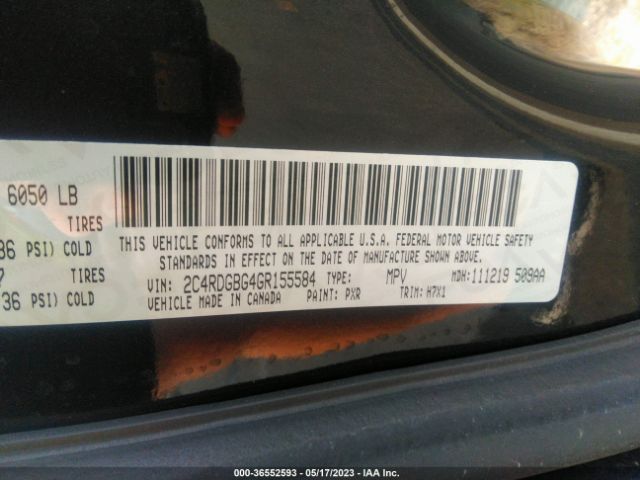 6050 LB
TIRES
36 PSI) COLD
TIRES
36 PSI) COLD
THIS VEHICLE CONFORMS TO ALL APPLICABLE U.S.A. FEDERAL MOTOR VEHICLE SAFETY
STANDARDS IN EFFECT ON THE DATE OF MANUFACTURE SHOWN ABOVE.
VIN: 2C4RDGBG4GR155584 TYPE: MPV MDH: 111219 509AA
VEHICLE MADE IN CANADA PAINT: PXR TRIM: H7X1
000-36552593 - 05/17/2023 - IAA Inc.